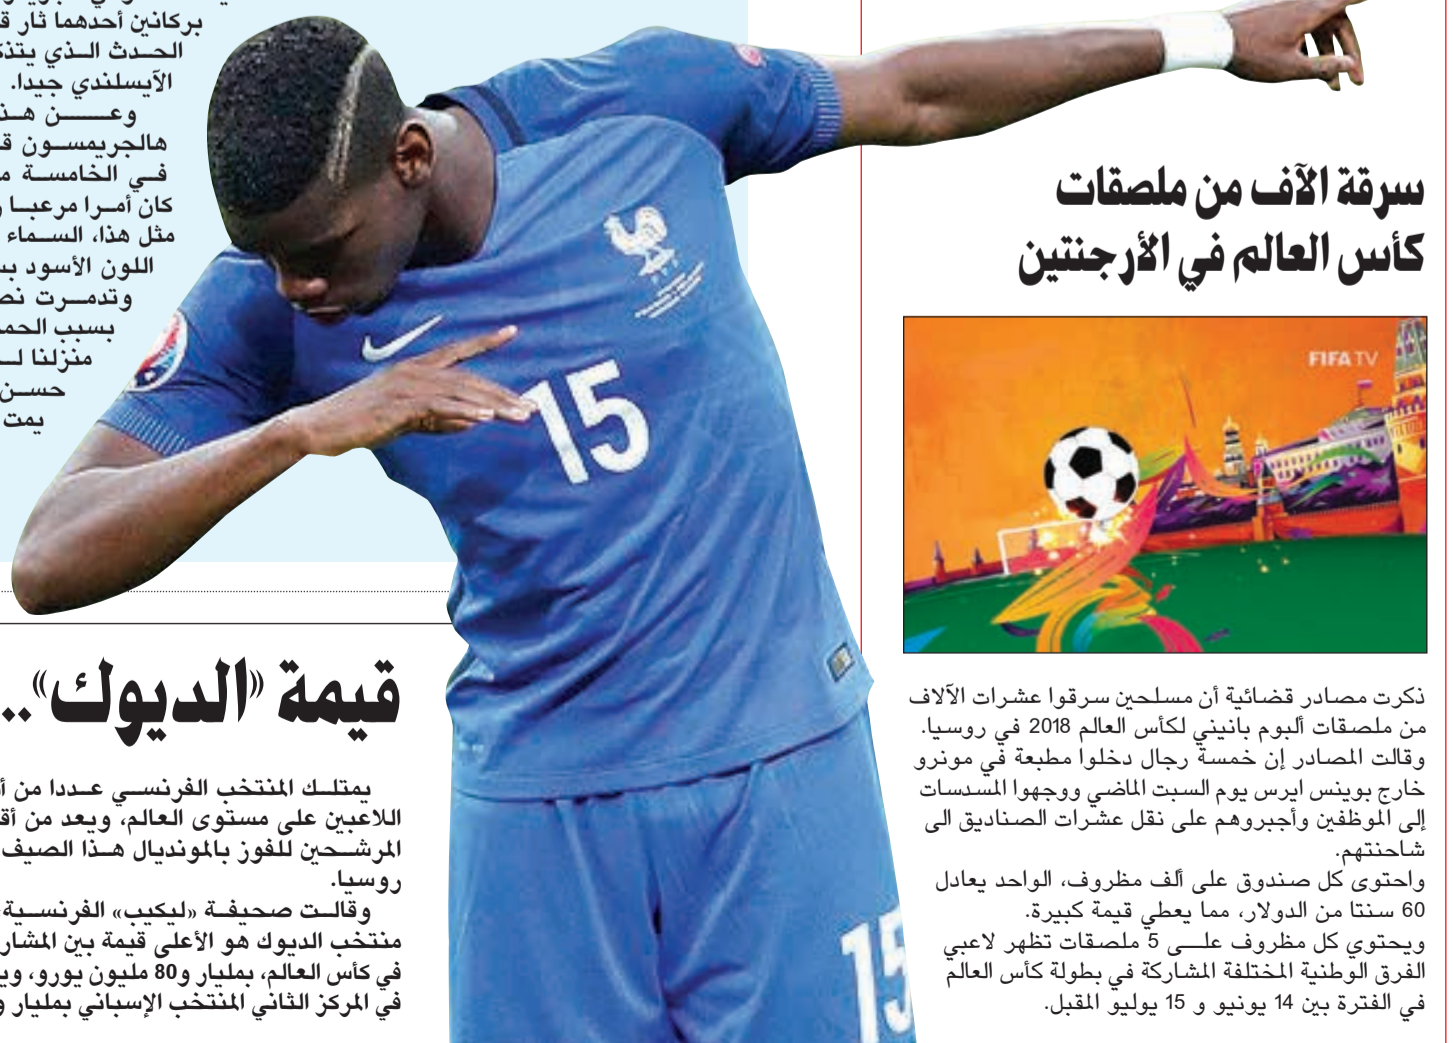 سرقة الآف من ملصقات
كأس العالم في الأرجنتين
FIFA TV
ذكرت مصادر قضائية أن مسلحين سرقوا عشرات الآلاف
من ملصقات ألبوم بانيني لكأس العالم 2018 في روسيا.
وقالت المصادر إن خمسة رجال دخلوا مطبعة في مونرو
خارج بوينس ايرس يوم السبت الماضي ووجهوا المسدسات
إلى الموظفين وأجبروهم على نقل عشرات الصناديق الى
شاحنتهم.
واحتوى كل صندوق على ألف مظروف، الواحد يعادل
60 سنتا من الدولار، مما يعطي قيمة كبيرة.
ويحتوي كل مظروف على 5 ملصقات تظهر لاعبي
الفرق الوطنية المختلفة المشاركة في بطولة كأس العالم
في الفترة بين 14 يونيو و 15 يوليو المقبل.
بركانين أحدهما ثار
الحدث الذي
الآيسلندي جيدا.
وعن
هالجريمسون
في الخامسة
كان أمرا مرعبا
مثل هذا، السماء
اللون الأسود
وتدمرت
بسبب
منزلنا
حسن
يمت
15
15
قيمة «الديوك»..
يمتلك المنتخب الفرنسي عددا من
اللاعبين على مستوى العالم، ويعد من
المرشحين للفوز بالمونديال هذا الصيف
روسيا.
وقالت صحيفة «ليكيب» الفرنسية
منتخب الديوك هو الأعلى قيمة بين
في كأس العالم، بمليار و80 مليون يورو،
في المركز الثاني المنتخب الإسباني بمليار